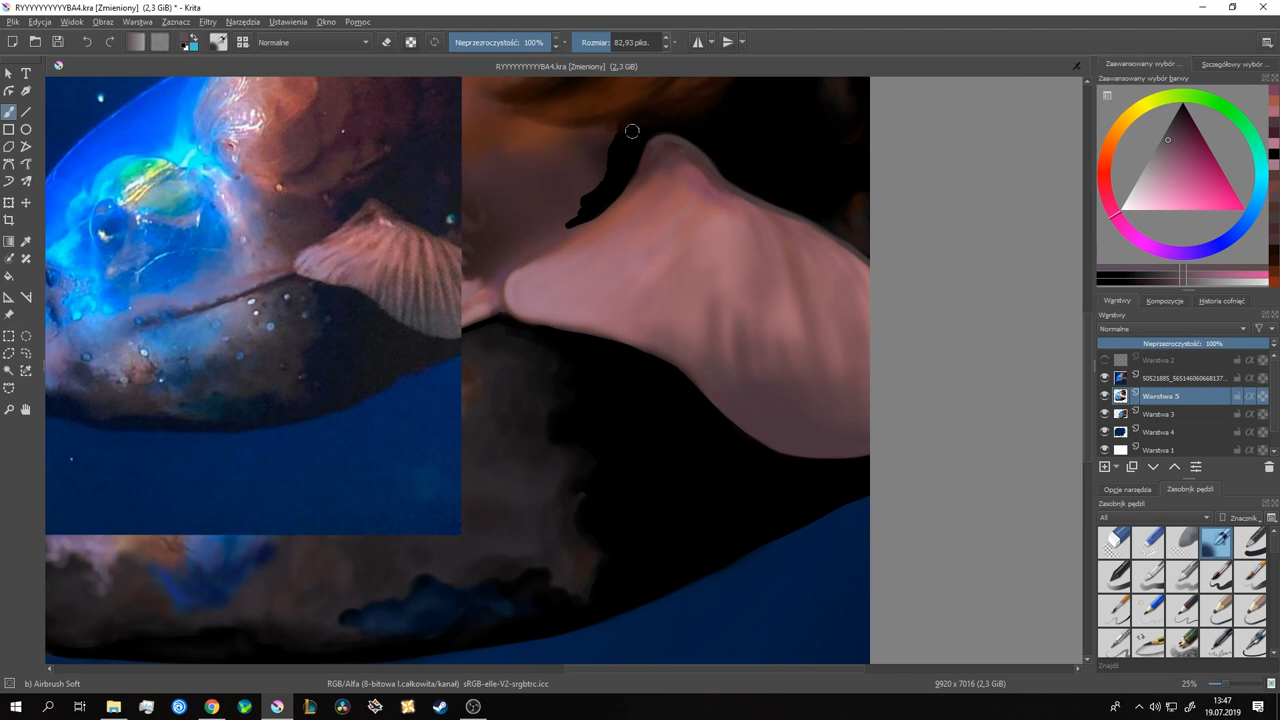 RYYYYYYYYYBA4.kra [Zmieniony] (2,3 GiB) * - Krita
Plik Edycja Widok Obraz Warstwa Zaznacz Filtry Narzędzia Ustawienia Okno Pomoc
Normalne
Nieprzezroczystość: 100%
Rozmiar: 82,93 piks.
RYYYYYYYYYBA4.kra [Zmieniony] (2,3 GiB)
Zaawansowany wybór ...
Szczegółowy wybór ...
Zaawansowany wybór barwy
Warstwy
Kompozycje
Historia cofnięć
Warstwy
Normalne
Nieprzezroczystość: 100%
Warstwa 2
Warstwa 5
Warstwa 3
Warstwa 4
Warstwa 1
Opcje narzędzia
Zasobnik pędzli
Zasobnik pędzli
All
Znacznik
Znajdź
b) Airbrush Soft
RGB/Alfa (8-bitowa l.całkowita/kanał) sRGB-elle-V2-srgbtrc.icc
9920 x 7016 (2,3 GiB)
25%
13:47
19.07.2019